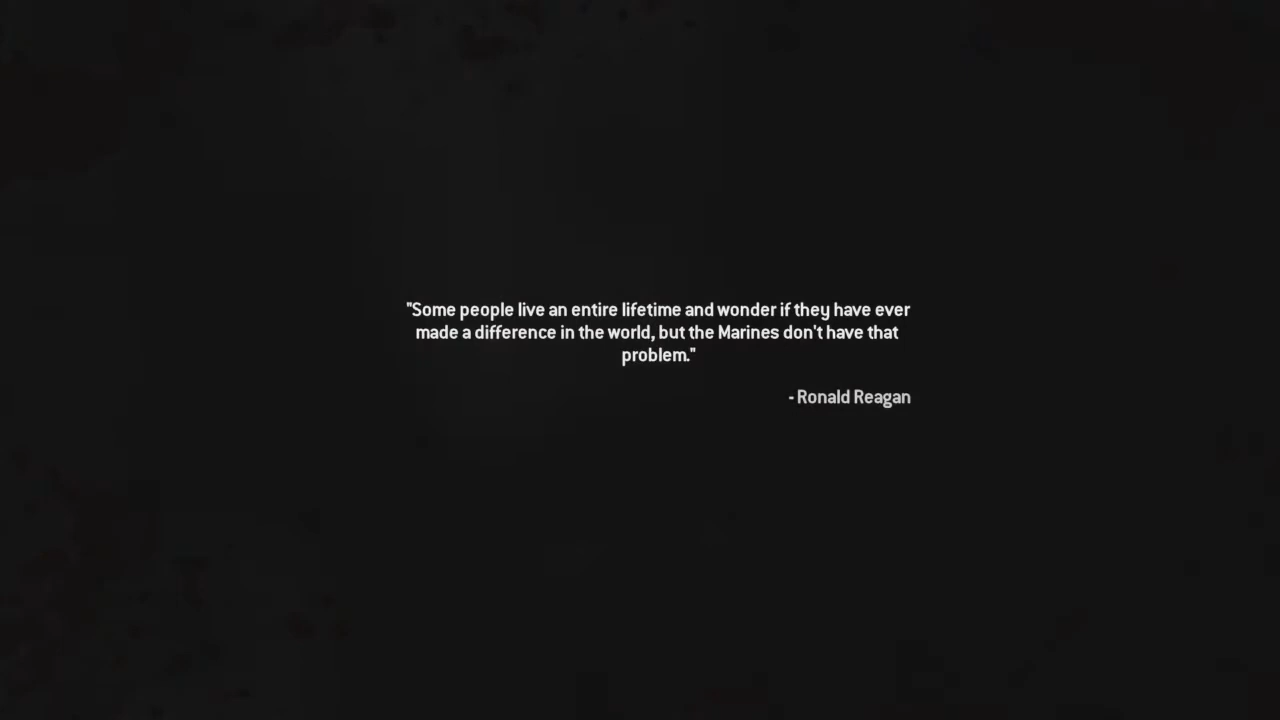 "Some people live an entire lifetime and wonder if they have ever
made a difference in the world, but the Marines don't have that
problem."
- Ronald Reagan